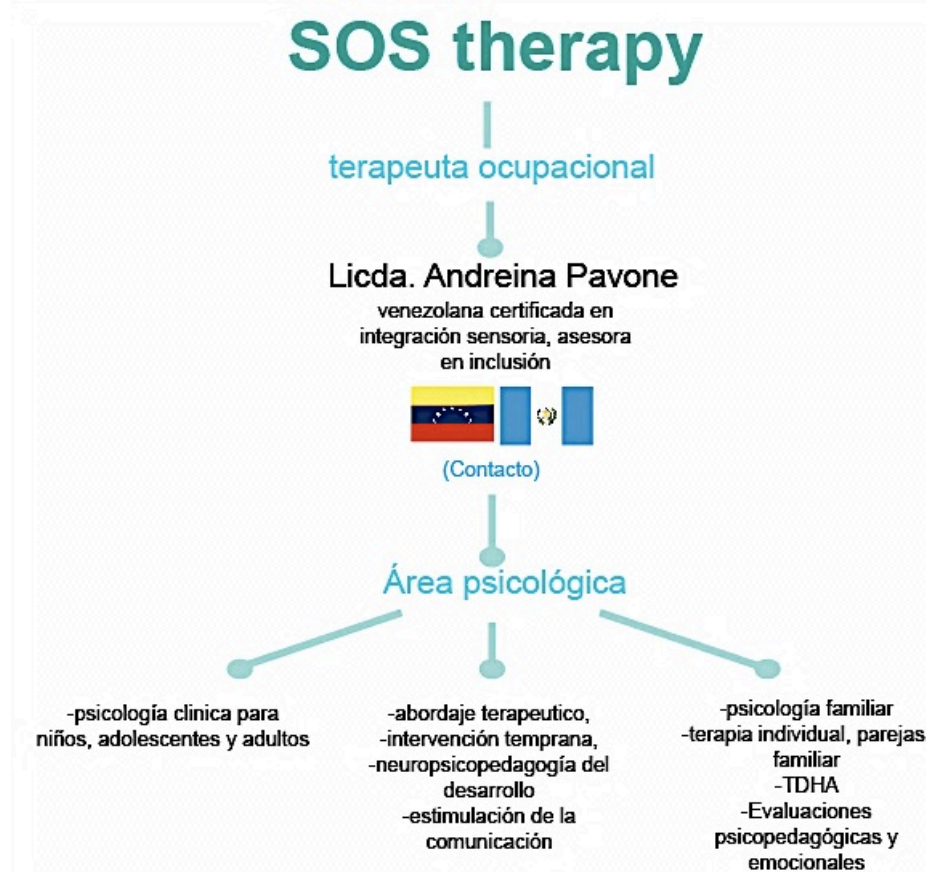 SOS therapy
terapeuta ocupacional
Licda. Andreina Pavone
venezolana certificada en
integración sensoria, asesora
en inclusión
(Contacto)
Área psicológica
-psicología clinica para
niños, adolescentes y adultos
-abordaje terapeutico,
-intervención temprana,
-neuropsicopedagogía del
desarrollo
-estimulación de la
comunicación
-psicología familiar
-terapia individual, parejas
familiar
-TDHA
-Evaluaciones
psicopedagógicas y
emocionales